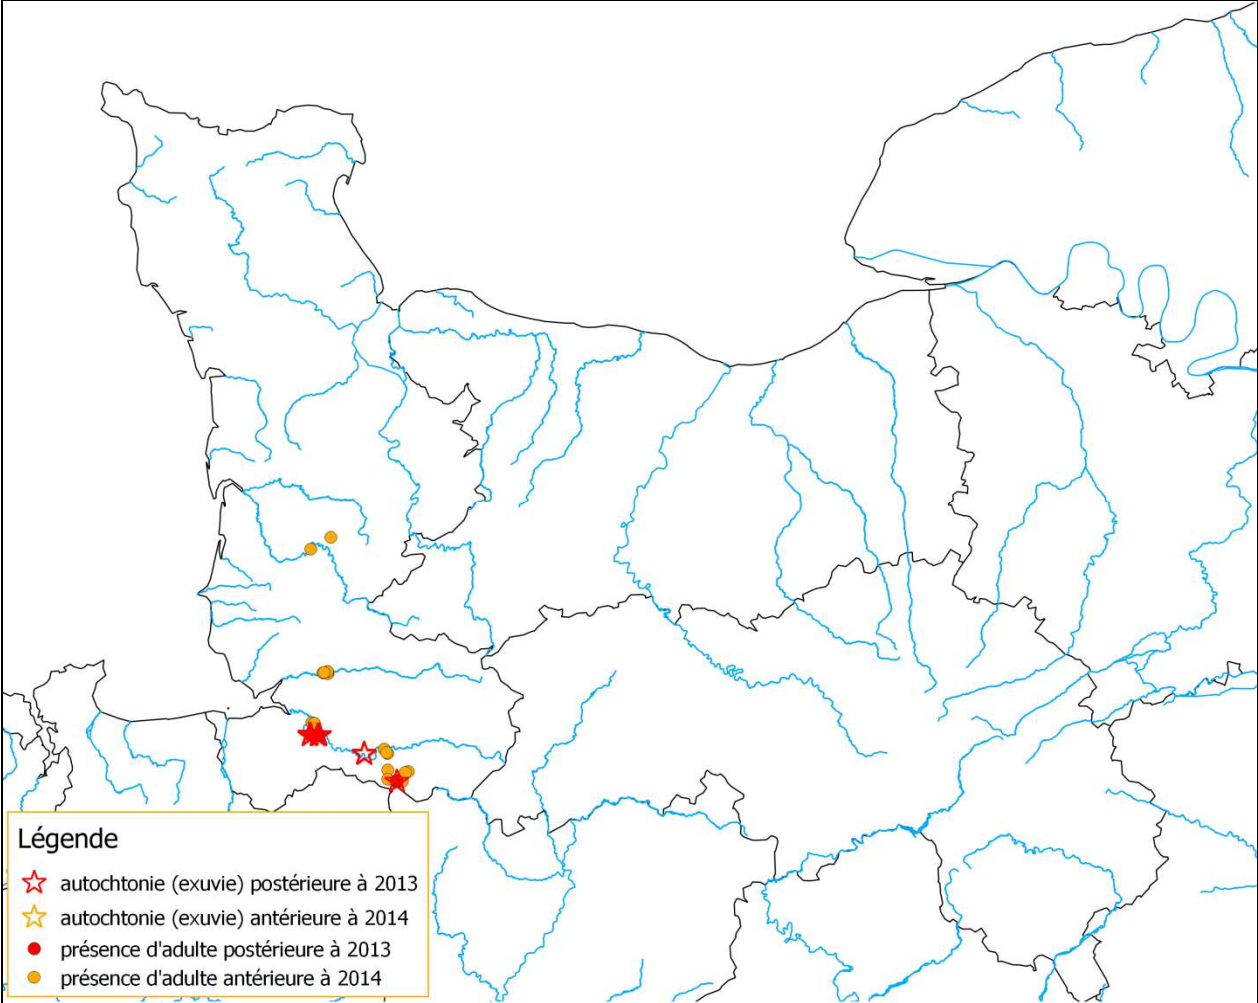 Légende
autochtonie (exuvie) postérieure à 2013
autochtonie (exuvie) antérieure à 2014
présence d'adulte postérieure à 2013
présence d'adulte antérieure à 2014